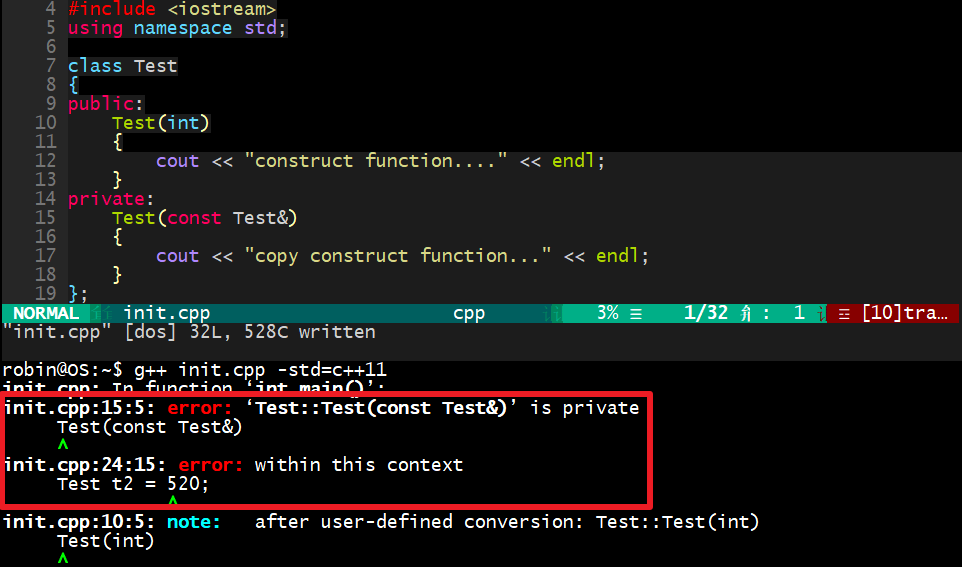 4 #include <iostream>
5 using namespace std;
6
7 class Test
8 {
9 public:
10     Test(int)
11     {
12         cout << "construct function...." << endl;
13     }
14 private:
15     Test(const Test&)
16     {
17         cout << "copy construct function..." << endl;
18     }
19 };
NORMAL init.cpp cpp 3% ☰ 1/32 : 1 ☲ [10]tra…
"init.cpp" [dos] 32L, 528C written
robin@OS:~$ g++ init.cpp -std=c++11
init.cpp: In function ‘int main()’:
init.cpp:15:5: error: ‘Test::Test(const Test&)’ is private
     Test(const Test&)
     ^
init.cpp:24:15: error: within this context
     Test t2 = 520;
               ^
init.cpp:10:5: note:   after user-defined conversion: Test::Test(int)
     Test(int)
     ^